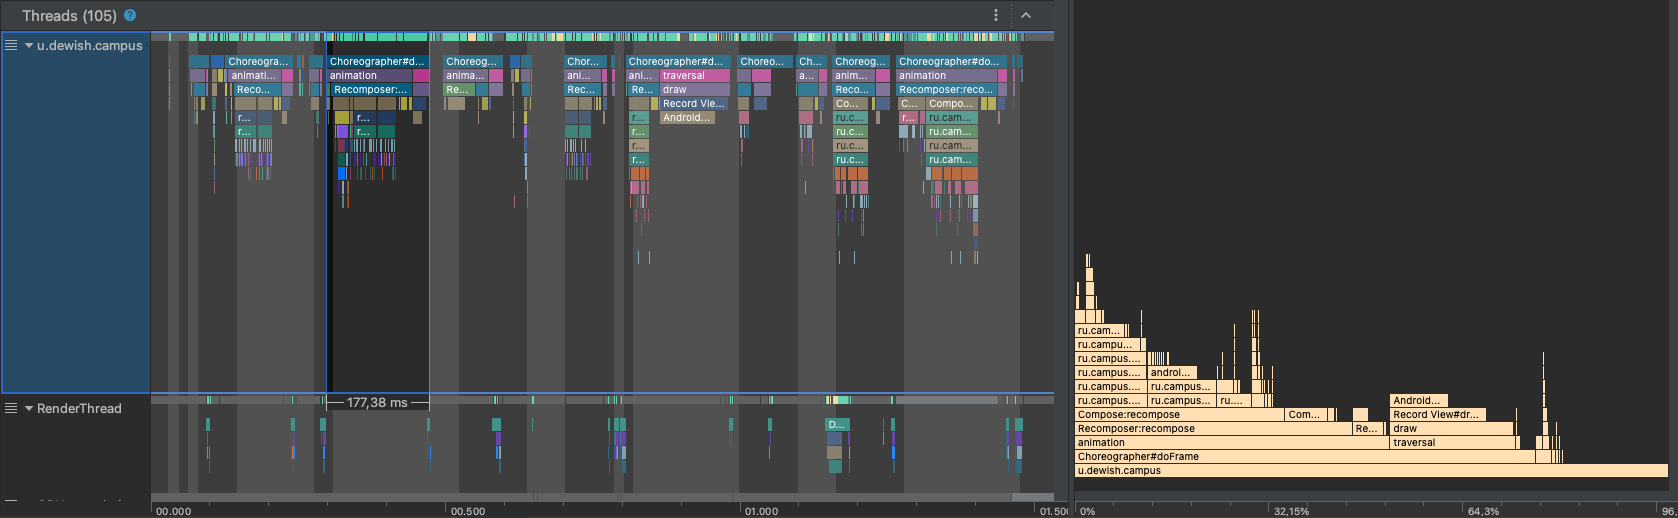 Threads (105) ?
u.dewish.campus
Choreogra... Choreographer#d... Choreog... Chor... Choreographer#d... Choreo... Ch... Choreog... Choreographer#do...
animati... animation anima... ani... ani... traversal a... anim... animation
Reco... Recomposer:... Re... Rec... Re... draw Reco... Recomposer:reco...
Record Vie... Co... C... Compo...
r... r... r... Android... ru.c... r... ru.cam...
r... r... r... ru.c... ru.cam...
r... ru.c... ru.cam...
r... ru.c... ru.cam...
177,38 ms
RenderThread
D...
00.000 00.500 01.000 01.500
ru.cam...
ru.campu...
ru.campus....
ru.campus.... androi...
ru.campus.... ru.campus...
ru.campus.... ru.campus... ru.... Android...
Compose:recompose Com... Record View#dr...
Recomposer:recompose Re... draw
animation traversal
Choreographer#doFrame
u.dewish.campus
0% 32,15% 64,3% 96,